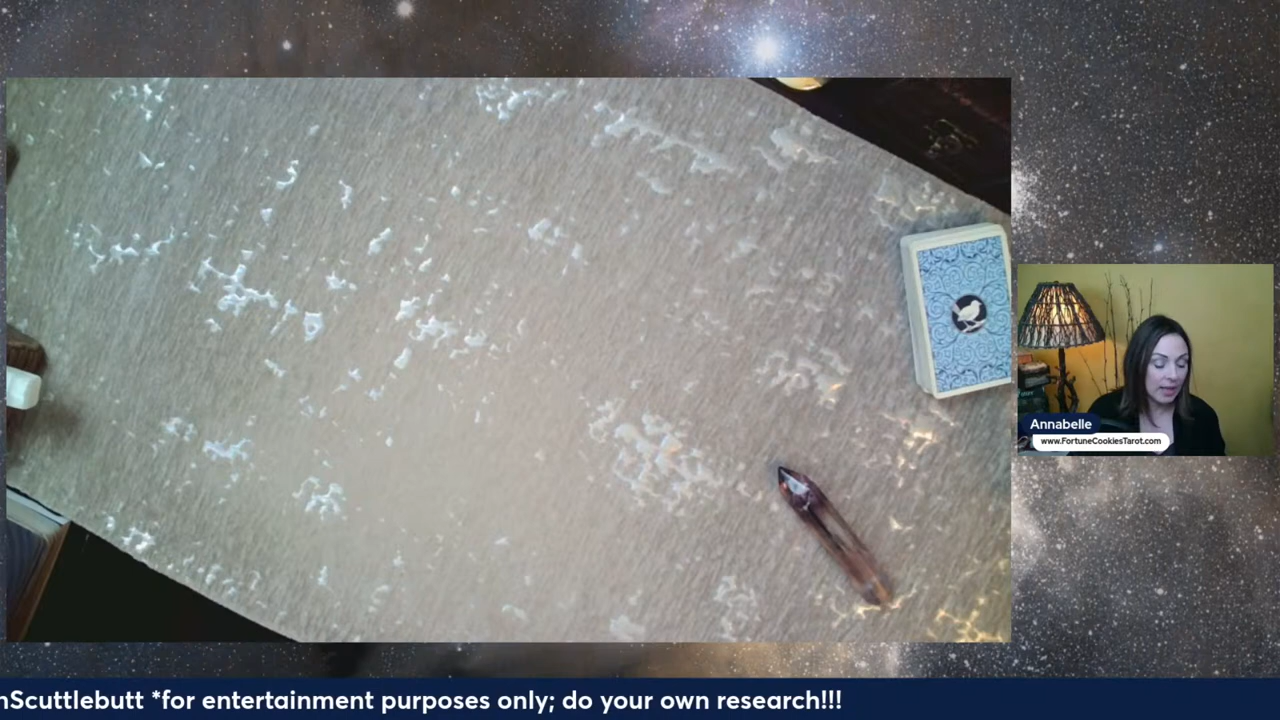 Annabelle
www.FortuneCookiesTarot.com
nScuttlebutt *for entertainment purposes only; do your own research!!!